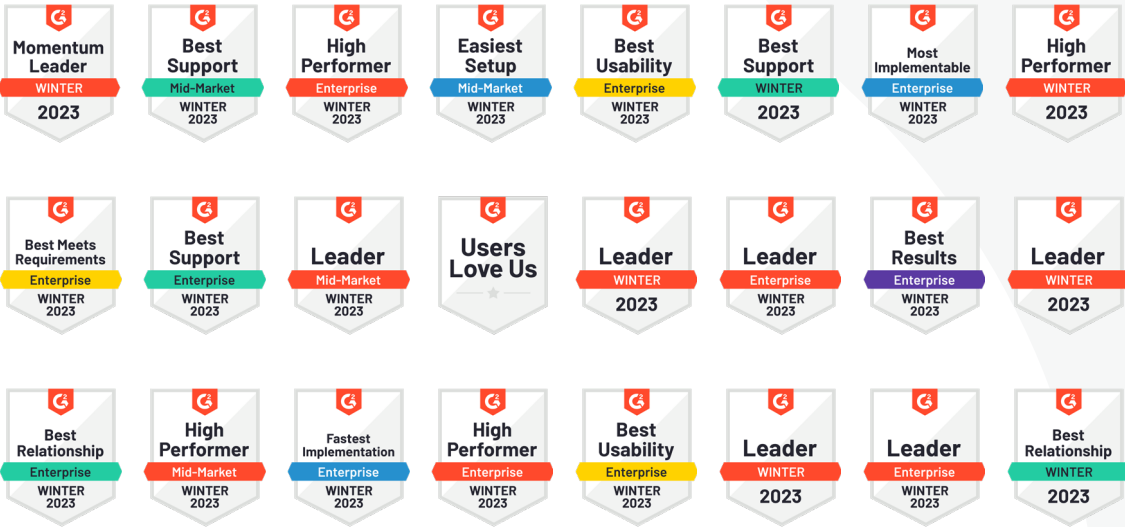 Momentum
Leader
WINTER
2023
Best
Support
Mid-Market
WINTER
2023
High
Performer
Enterprise
WINTER
2023
Easiest
Setup
Mid-Market
WINTER
2023
Best
Usability
Enterprise
WINTER
2023
Best
Support
WINTER
2023
Most
Implementable
Enterprise
WINTER
2023
High
Performer
WINTER
2023
Best Meets
Requirements
Enterprise
WINTER
2023
Best
Support
Enterprise
WINTER
2023
Leader
Mid-Market
WINTER
2023
Users
Love Us
Leader
WINTER
2023
Leader
Enterprise
WINTER
2023
Best
Results
Enterprise
WINTER
2023
Leader
WINTER
2023
Best
Relationship
Enterprise
WINTER
2023
High
Performer
Mid-Market
WINTER
2023
Fastest
Implementation
Enterprise
WINTER
2023
High
Performer
Enterprise
WINTER
2023
Best
Usability
Enterprise
WINTER
2023
Leader
WINTER
2023
Leader
Enterprise
WINTER
2023
Best
Relationship
WINTER
2023